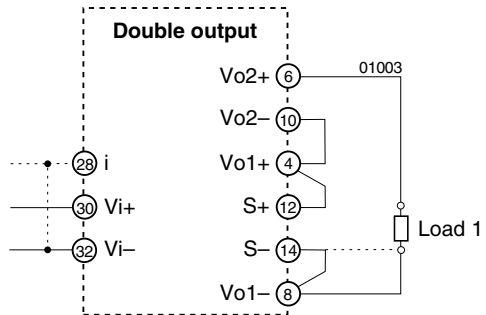 Double output
Vo2+ 6 01003
Vo2– 10
28 i Vo1+ 4
30 Vi+ S+ 12
Load 1
32 Vi– S– 14
Vo1– 8